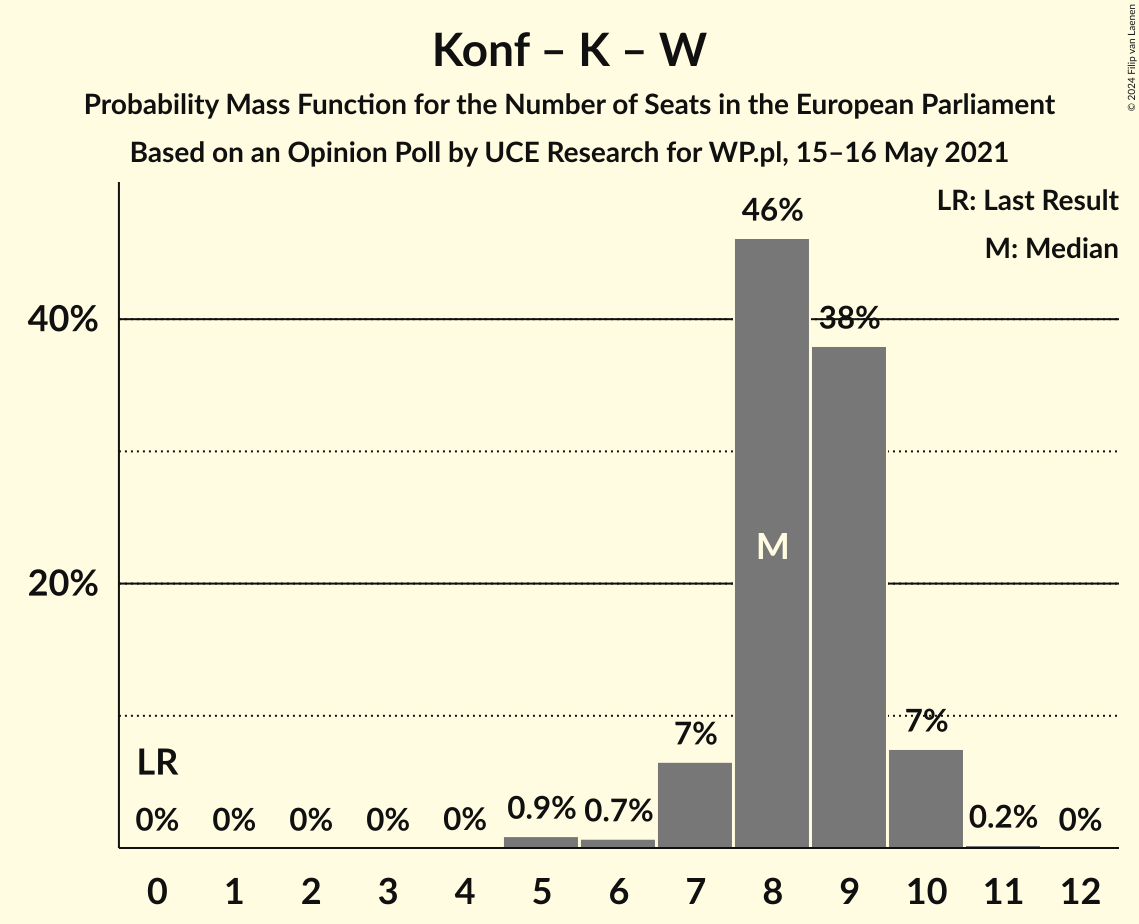 Konf – K – W
Probability Mass Function for the Number of Seats in the European Parliament
Based on an Opinion Poll by UCE Research for WP.pl, 15–16 May 2021
© 2024 Filip van Laenen
LR: Last Result
M: Median
46%
40%
38%
M
20%
7%
7%
LR
0% 0% 0% 0% 0% 0.9% 0.7% 0.2% 0%
0 1 2 3 4 5 6 7 8 9 10 11 12